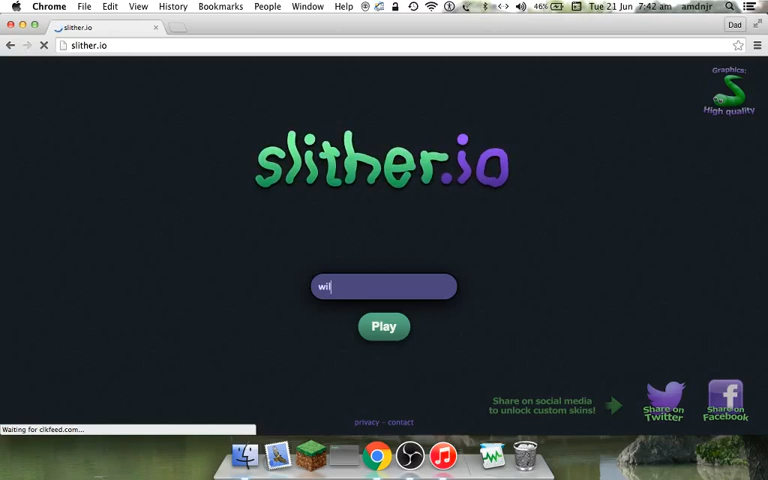 Chrome File Edit View History Bookmarks People Window Help 46% Tue 21 Jun 7:42 am amdnjr
slither.io Dad
slither.io
Graphics:
High quality
slither.io
wil
Play
Share on social media
to unlock custom skins!
Share on
Twitter
Share on
Facebook
privacy - contact
Waiting for clkfeed.com...